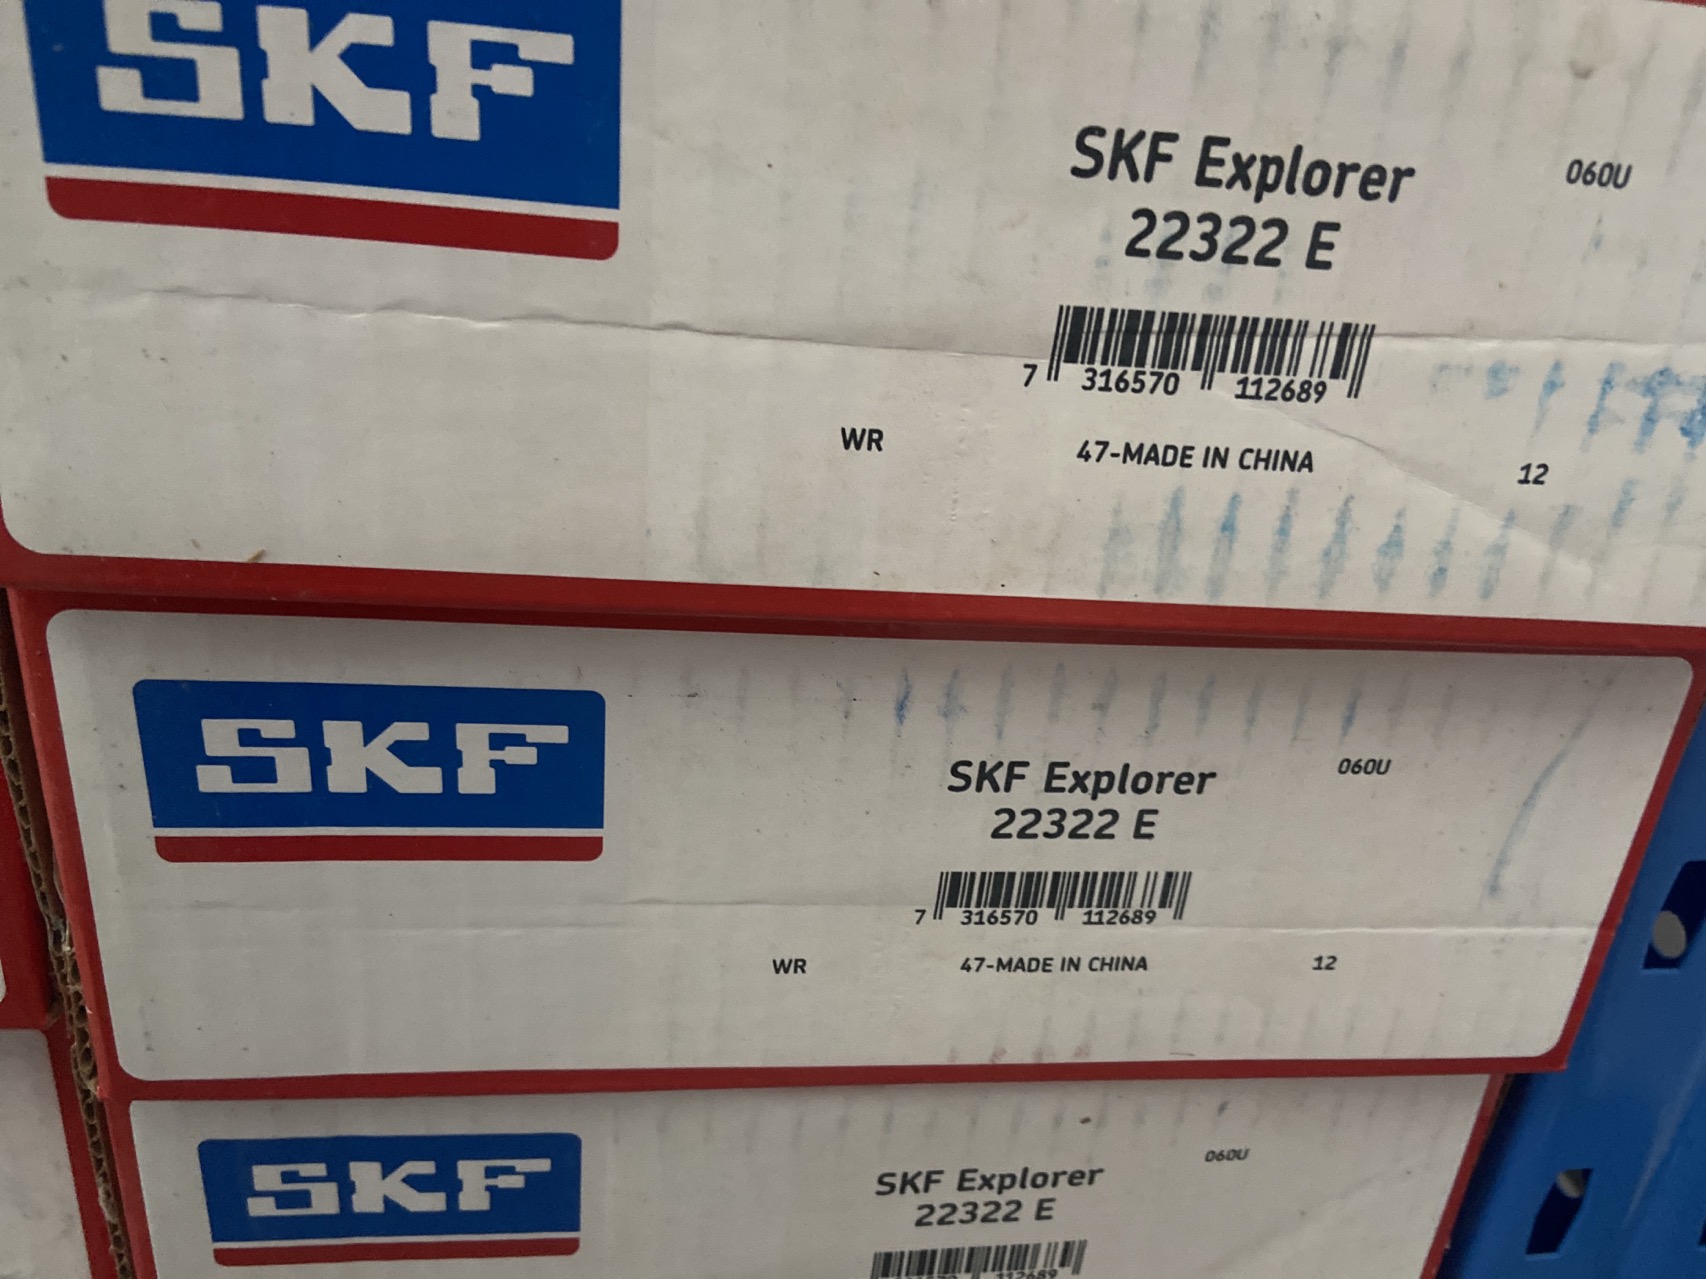 SKF
SKF Explorer
060U
22322 E
7 316570 112689
WR
47-MADE IN CHINA
12
SKF
SKF Explorer
060U
22322 E
7 316570 112689
WR
47-MADE IN CHINA
12
SKF
SKF Explorer
060U
22322 E
112689